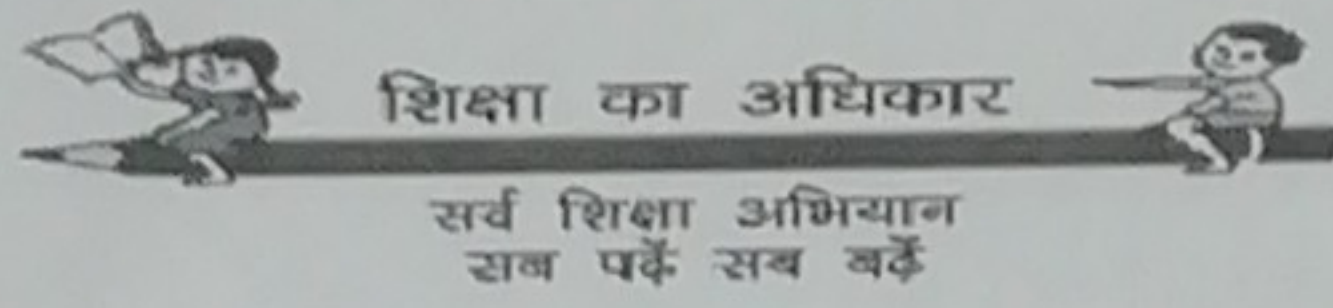 शिक्षा का अधिकार
सर्व शिक्षा अभियान
सब पढ़ें सब बढ़ें